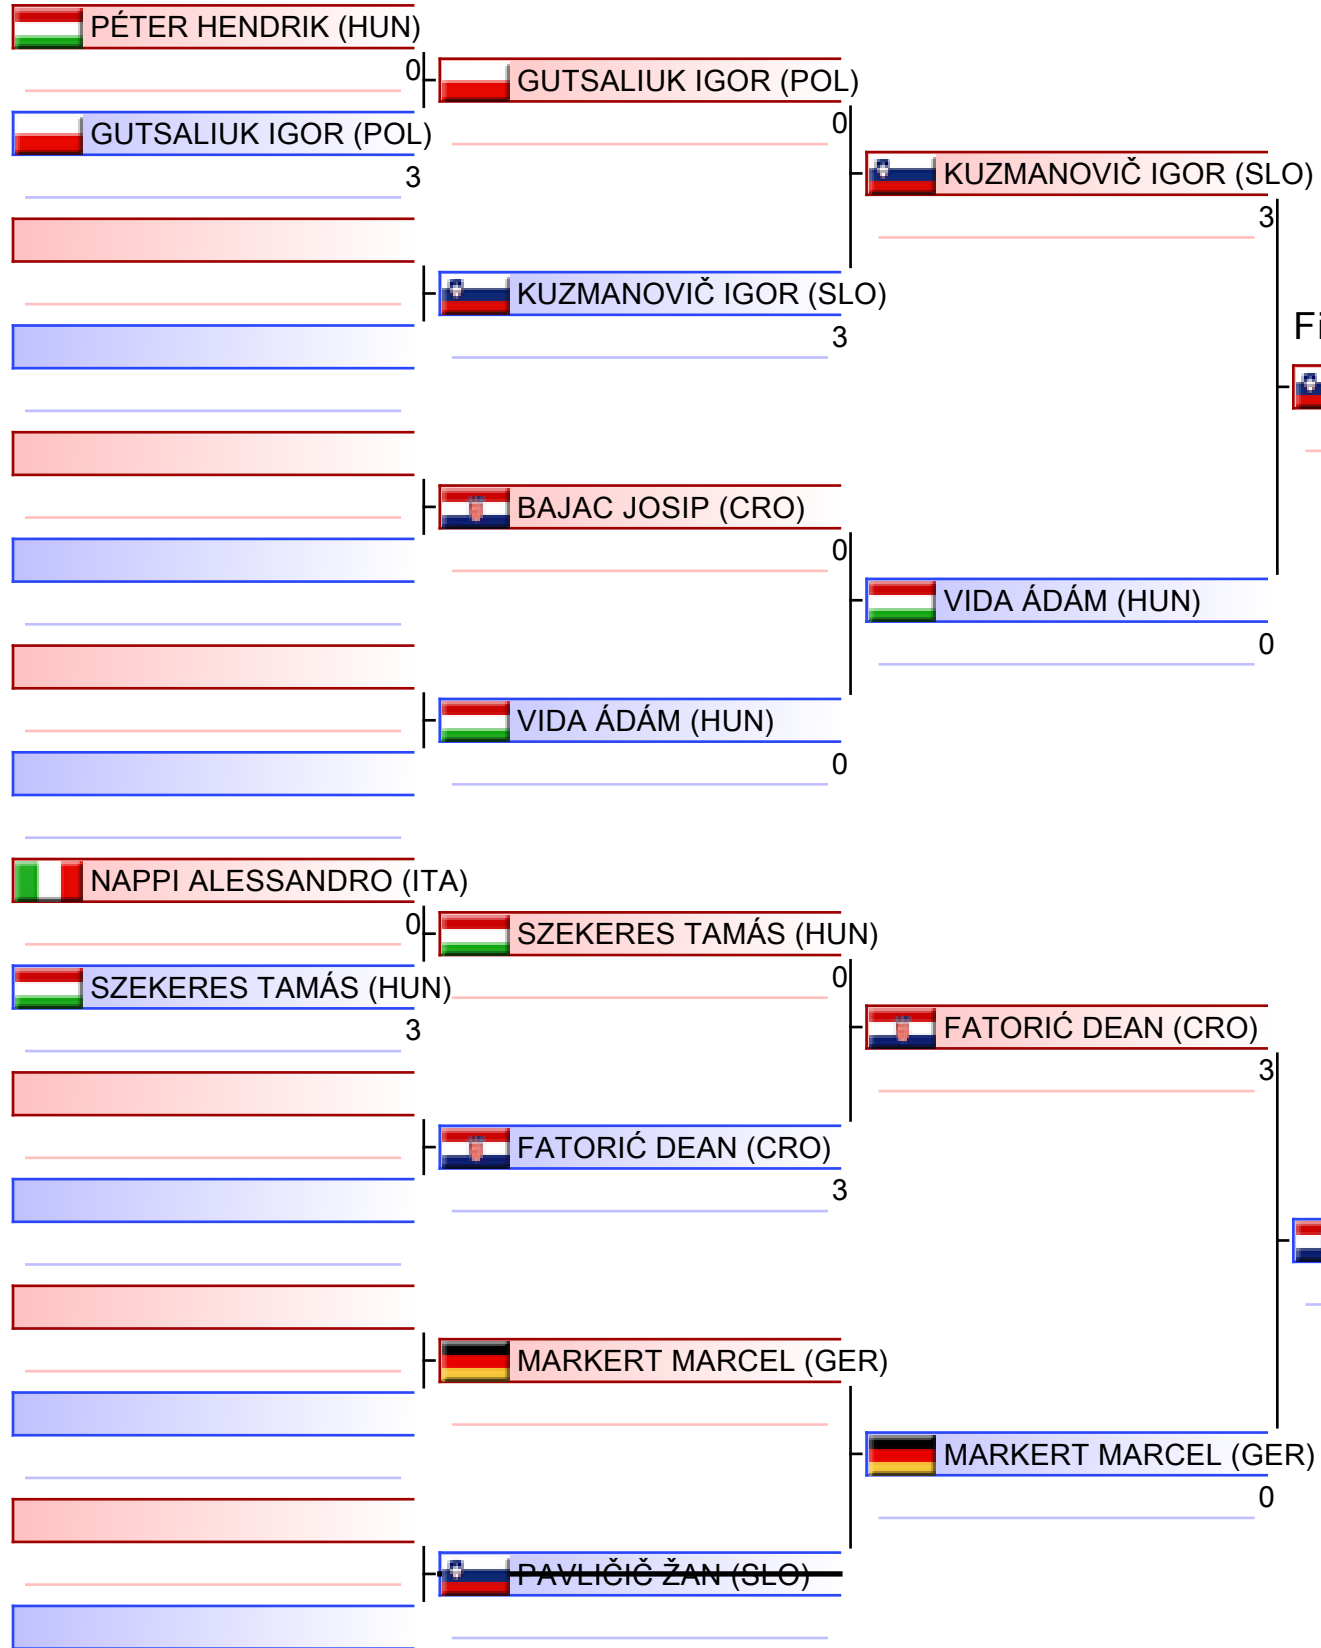 PÉTER HENDRIK (HUN)
0
GUTSALIUK IGOR (POL)
3
GUTSALIUK IGOR (POL)
0
KUZMANOVIČ IGOR (SLO)
3
BAJAC JOSIP (CRO)
0
VIDA ÁDÁM (HUN)
0
KUZMANOVIČ IGOR (SLO)
3
VIDA ÁDÁM (HUN)
0
Fi
NAPPI ALESSANDRO (ITA)
0
SZEKERES TAMÁS (HUN)
3
SZEKERES TAMÁS (HUN)
0
FATORIĆ DEAN (CRO)
3
MARKERT MARCEL (GER)
PAVLIČIČ ŽAN (SLO)
FATORIĆ DEAN (CRO)
3
MARKERT MARCEL (GER)
0